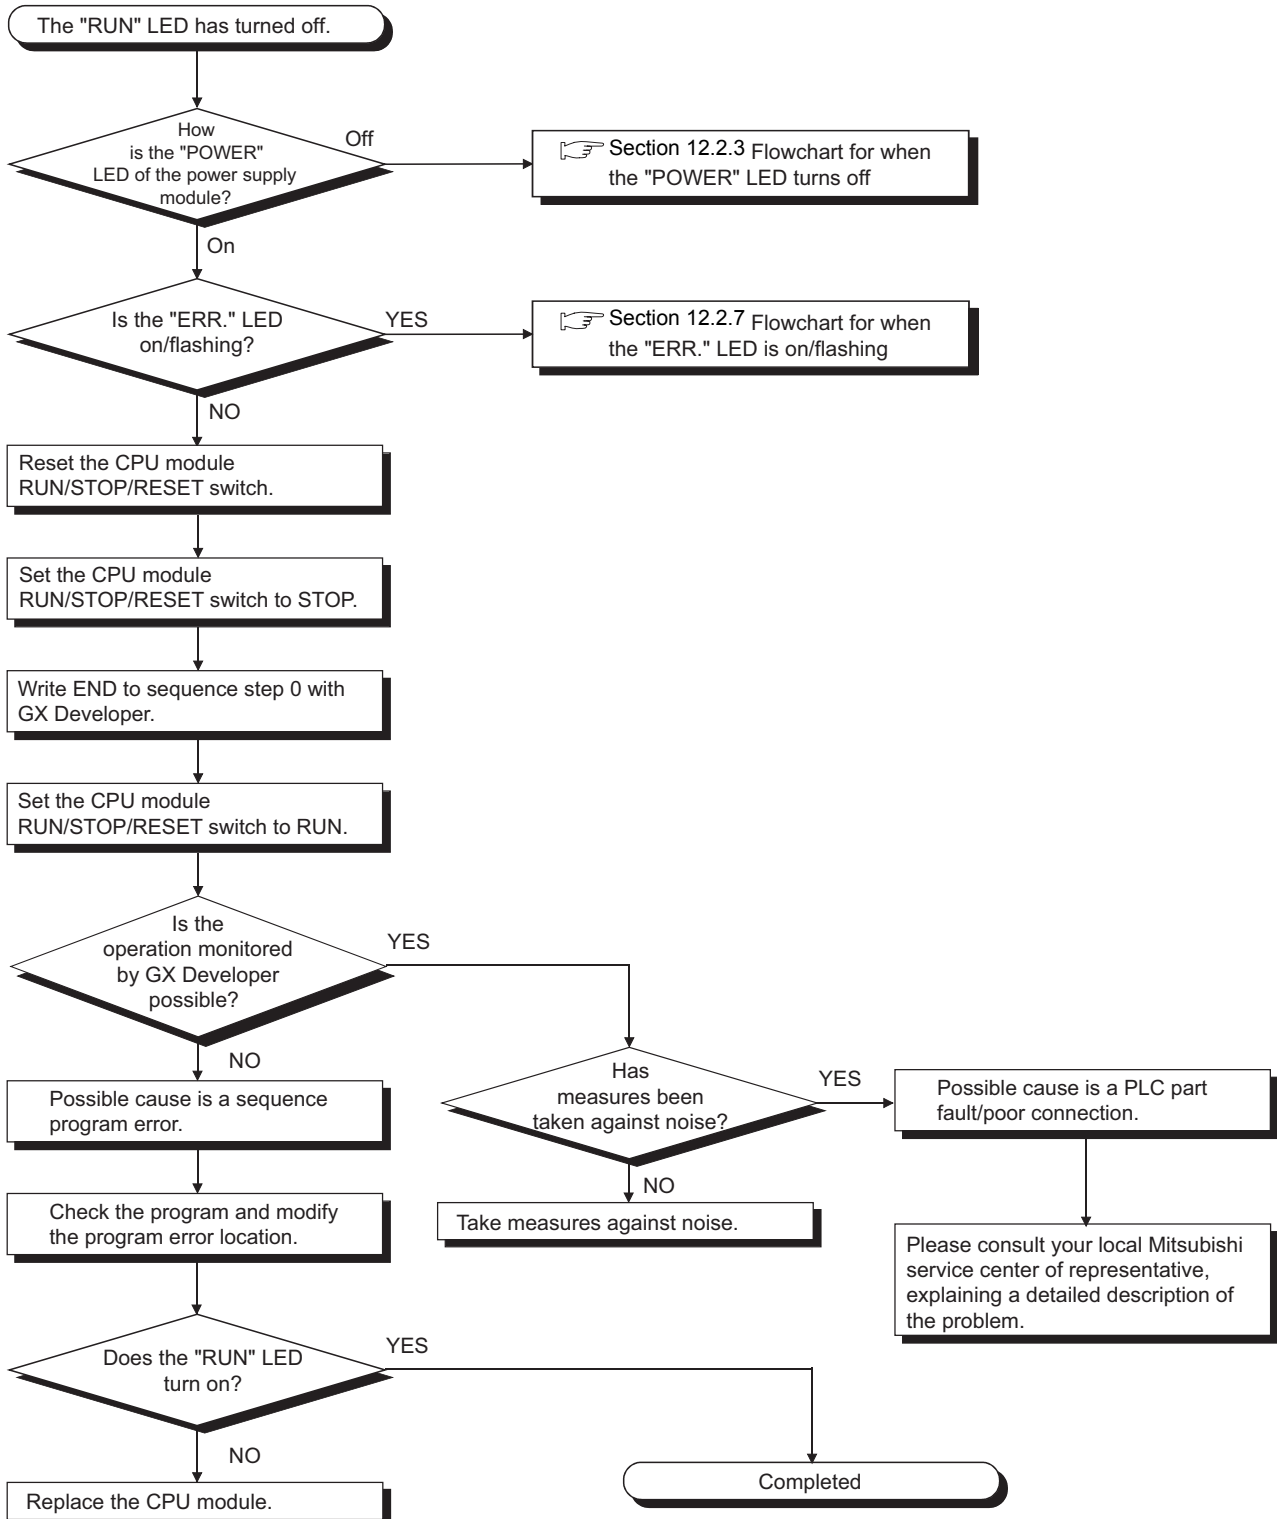 The "RUN" LED has turned off.
How
is the "POWER"
LED of the power supply
module?
Off
Section 12.2.3 Flowchart for when
the "POWER" LED turns off
On
Is the "ERR." LED
on/flashing?
YES
Section 12.2.7 Flowchart for when
the "ERR." LED is on/flashing
NO
Reset the CPU module
RUN/STOP/RESET switch.
Set the CPU module
RUN/STOP/RESET switch to STOP.
Write END to sequence step 0 with
GX Developer.
Set the CPU module
RUN/STOP/RESET switch to RUN.
Is the
operation monitored
by GX Developer
possible?
YES
NO
Has
measures been
taken against noise?
YES
Possible cause is a PLC part
fault/poor connection.
Possible cause is a sequence
program error.
NO
Take measures against noise.
Check the program and modify
the program error location.
Please consult your local Mitsubishi
service center of representative,
explaining a detailed description of
the problem.
Does the "RUN" LED
turn on?
YES
NO
Completed
Replace the CPU module.